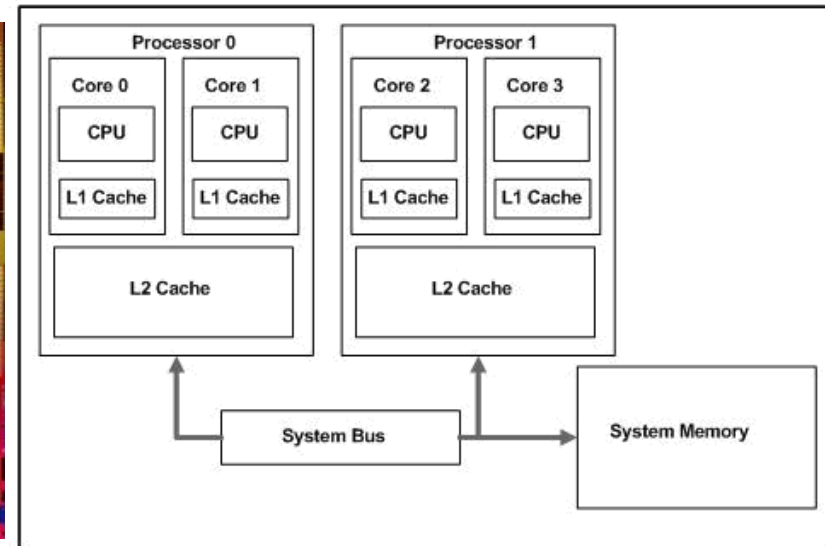 Processor 0
Processor 1
Core 0
Core 1
Core 2
Core 3
CPU
CPU
CPU
CPU
L1 Cache
L1 Cache
L1 Cache
L1 Cache
L2 Cache
L2 Cache
System Bus
System Memory